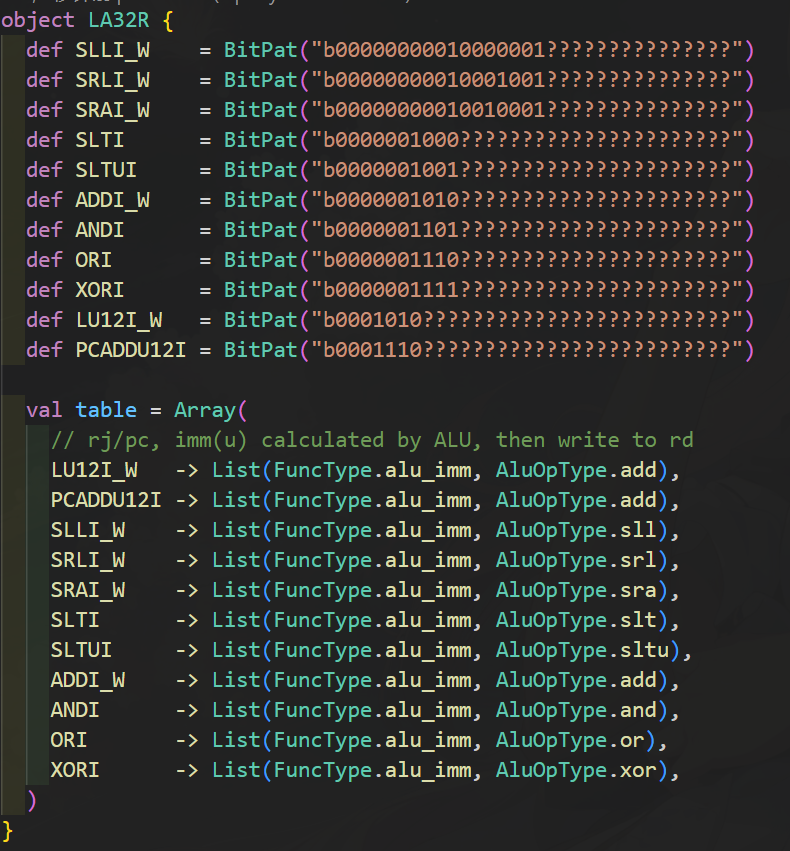 object LA32R {
  def SLLI_W    = BitPat("b00000000010000001???????????????")
  def SRLI_W    = BitPat("b00000000010001001???????????????")
  def SRAI_W    = BitPat("b00000000010010001???????????????")
  def SLTI      = BitPat("b0000001000??????????????????????")
  def SLTUI     = BitPat("b0000001001??????????????????????")
  def ADDI_W    = BitPat("b0000001010??????????????????????")
  def ANDI      = BitPat("b0000001101??????????????????????")
  def ORI       = BitPat("b0000001110??????????????????????")
  def XORI      = BitPat("b0000001111??????????????????????")
  def LU12I_W   = BitPat("b0001010?????????????????????????")
  def PCADDU12I = BitPat("b0001110?????????????????????????")

  val table = Array(
    // rj/pc, imm(u) calculated by ALU, then write to rd
    LU12I_W   -> List(FuncType.alu_imm, AluOpType.add),
    PCADDU12I -> List(FuncType.alu_imm, AluOpType.add),
    SLLI_W    -> List(FuncType.alu_imm, AluOpType.sll),
    SRLI_W    -> List(FuncType.alu_imm, AluOpType.srl),
    SRAI_W    -> List(FuncType.alu_imm, AluOpType.sra),
    SLTI      -> List(FuncType.alu_imm, AluOpType.slt),
    SLTUI     -> List(FuncType.alu_imm, AluOpType.sltu),
    ADDI_W    -> List(FuncType.alu_imm, AluOpType.add),
    ANDI      -> List(FuncType.alu_imm, AluOpType.and),
    ORI       -> List(FuncType.alu_imm, AluOpType.or),
    XORI      -> List(FuncType.alu_imm, AluOpType.xor),
  )
}